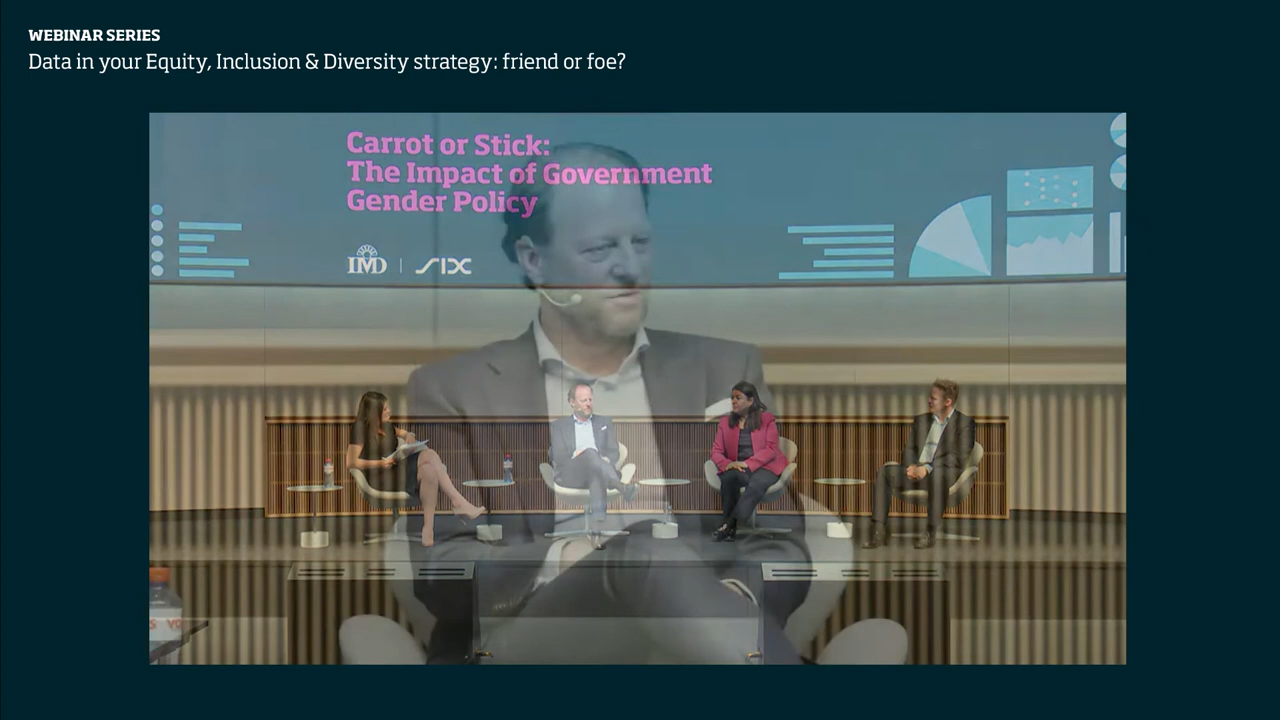 WEBINAR SERIES
Data in your Equity, Inclusion & Diversity strategy: friend or foe?
Carrot or Stick:
The Impact of Government
Gender Policy
IMD | SIX